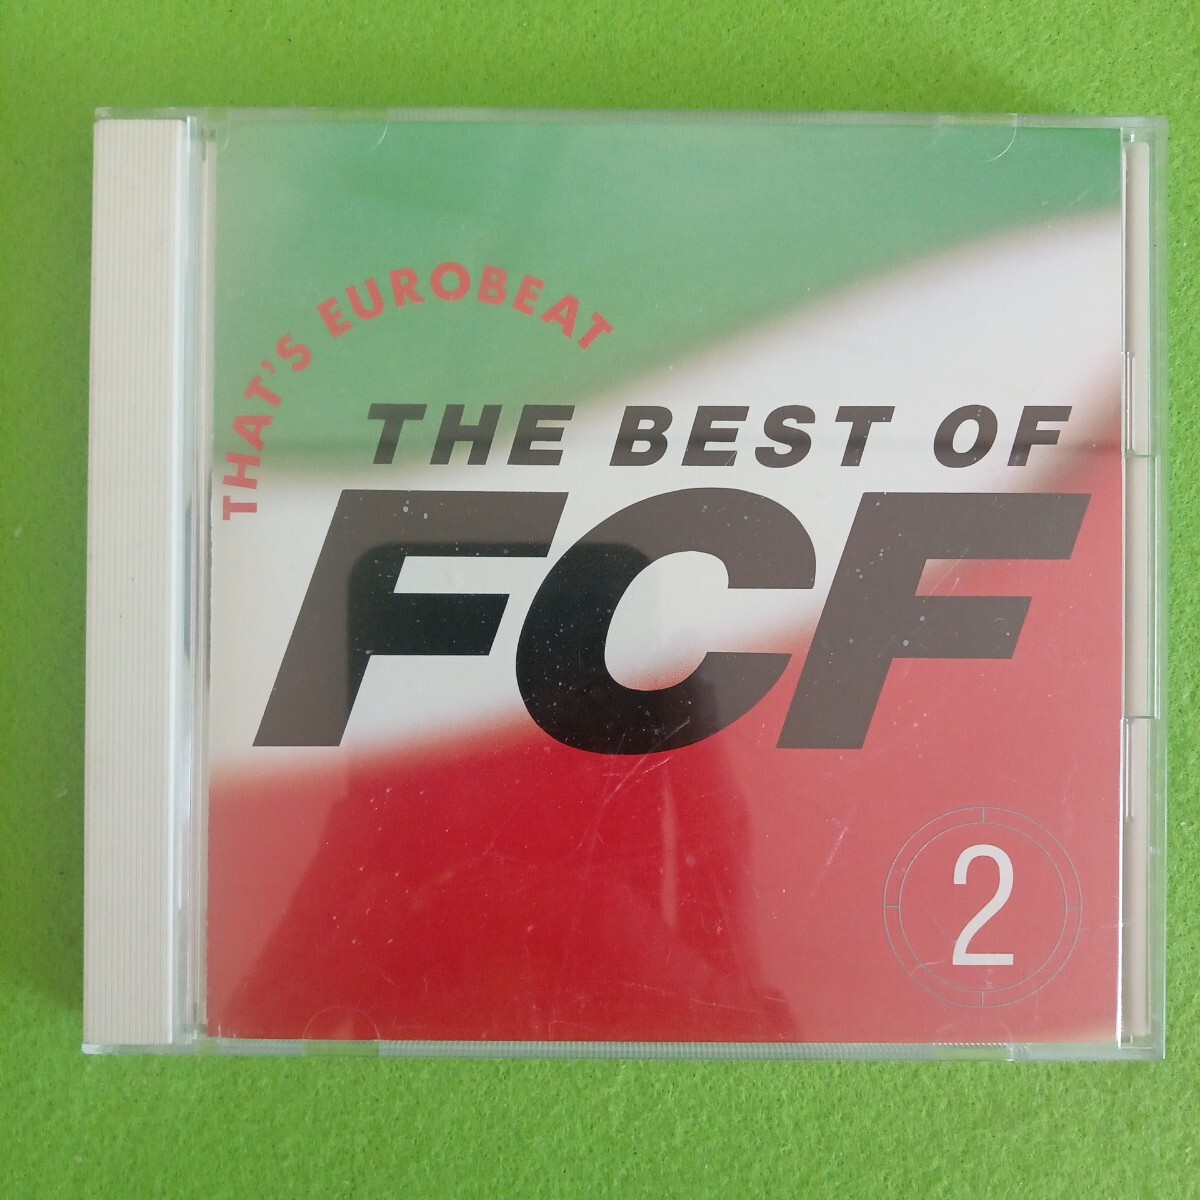 THAT'S EUROBEAT
THE BEST OF
FCF
2